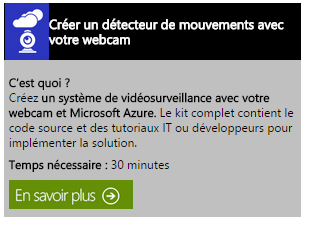 Créer un détecteur de mouvements avec
votre webcam
C'est quoi ?
Créez un système de vidéosurveillance avec votre
webcam et Microsoft Azure. Le kit complet contient le
code source et des tutoriaux IT ou développeurs pour
implémenter la solution.
Temps nécessaire : 30 minutes
En savoir plus